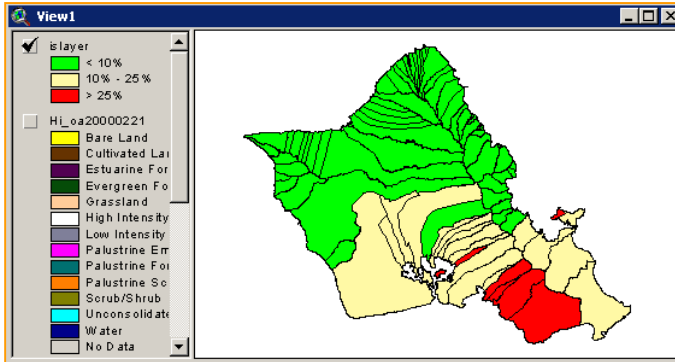 View1
islayer
< 10%
10% - 25%
> 25%
Hi_oa20000221
Bare Land
Cultivated Lar
Estuarine For
Evergreen Fo
Grassland
High Intensity
Low Intensity
Palustrine Em
Palustrine For
Palustrine Sc
Scrub/Shrub
Unconsolidate
Water
No Data